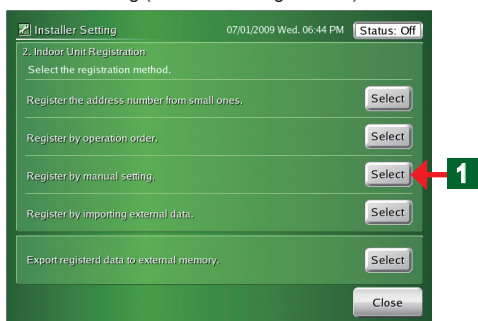 Installer Setting 07/01/2009 Wed. 06:44 PM Status: Off
2. Indoor Unit Registration
Select the registration method.
Register the address number from small ones. Select
Register by operation order. Select
Register by manual setting. Select 1
Register by importing external data. Select
Export registerd data to external memory. Select
Close